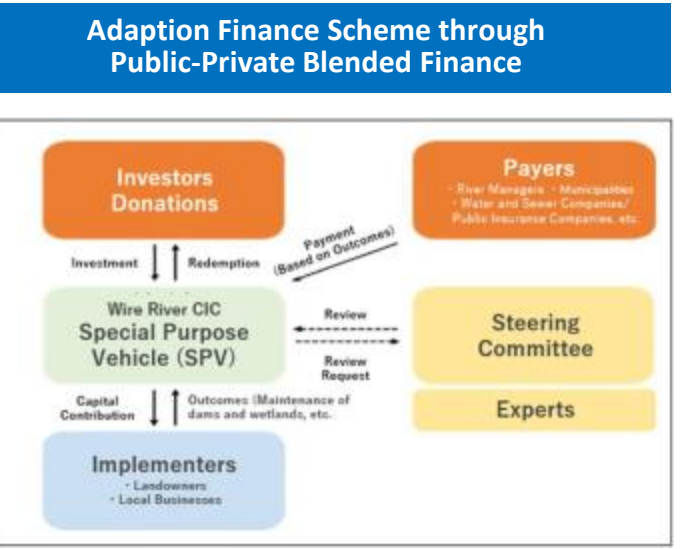 Adaption Finance Scheme through
Public-Private Blended Finance
Investors
Donations
Payers
・River Managers ・Municipalities
・Water and Sewer Companies/
Public Insurance Companies, etc
Payment
(Based on Outcomes)
Investment
Redemption
Wire River CIC
Special Purpose
Vehicle (SPV)
Review
Review
Request
Steering
Committee
Experts
Capital
Contribution
Outcomes (Maintenance of
dams and wetlands, etc.
Implementers
・Landowners
・Local Businesses